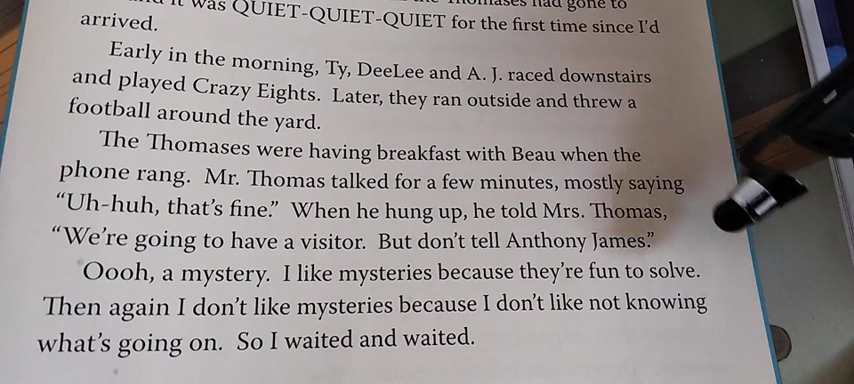 it was QUIET-QUIET-QUIET for the first time since I'd
arrived.
Early in the morning, Ty, DeeLee and A. J. raced downstairs
and played Crazy Eights. Later, they ran outside and threw a
football around the yard.
The Thomases were having breakfast with Beau when the
phone rang. Mr. Thomas talked for a few minutes, mostly saying
“Uh-huh, that’s fine.” When he hung up, he told Mrs. Thomas,
“We’re going to have a visitor. But don’t tell Anthony James.”
Oooh, a mystery. I like mysteries because they’re fun to solve.
Then again I don’t like mysteries because I don’t like not knowing
what’s going on. So I waited and waited.